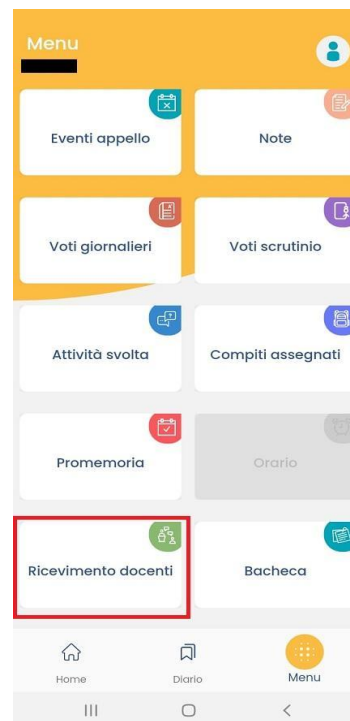 Menu
Eventi appello
Note
Voti giornalieri
Voti scrutinio
Attività svolta
Compiti assegnati
Promemoria
Orario
Ricevimento docenti
Bacheca
Home
Diario
Menu